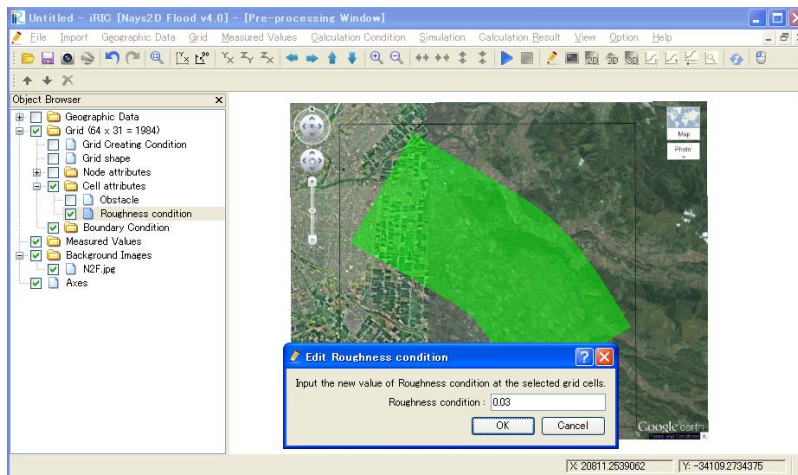 Untitled - iRIC [Nays2D Flood v4.0] - [Pre-processing Window]
File Import Geographic Data Grid Measured Values Calculation Condition Simulation Calculation Result View Option Help
Object Browser
Geographic Data
Grid (64 x 31 = 1984)
Grid Creating Condition
Grid shape
Node attributes
Cell attributes
Obstacle
Roughness condition
Boundary Condition
Measured Values
Background Images
N2F.jpg
Axes
Map
Photo
Edit Roughness condition
Input the new value of Roughness condition at the selected grid cells.
Roughness condition : 0.03
OK Cancel
Google earth
Terms and Conditions
X: 20811.2539062 Y: -34109.2734375